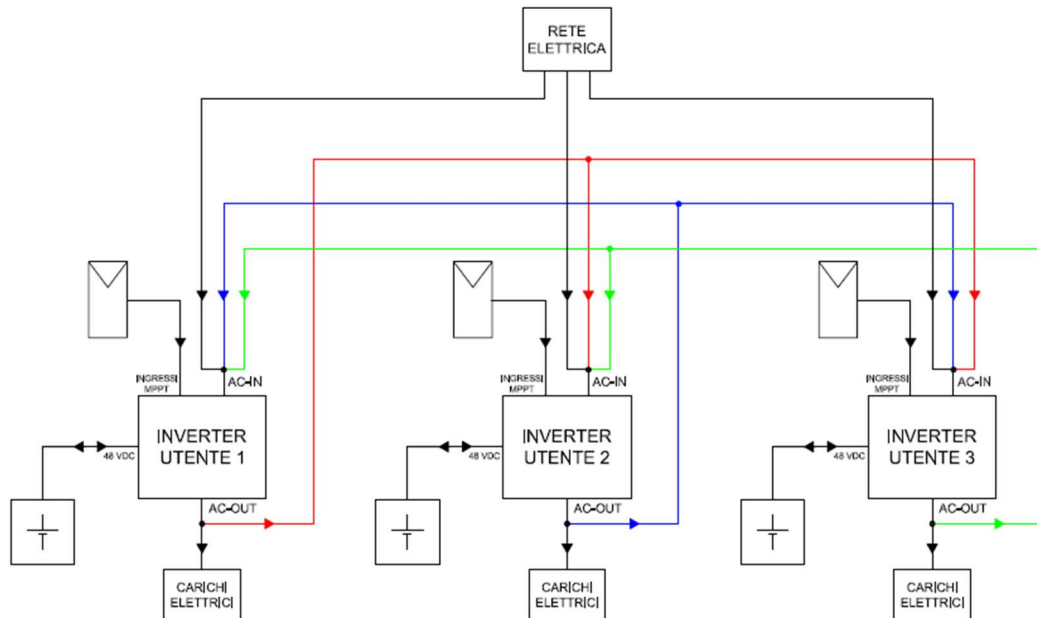 RETE
ELETTRICA
INGRESSI
MPPT
AC-IN
INGRESSI
MPPT
AC-IN
INGRESSI
MPPT
AC-IN
INVERTER
UTENTE 1
INVERTER
UTENTE 2
INVERTER
UTENTE 3
48 VDC
48 VDC
48 VDC
AC-OUT
AC-OUT
AC-OUT
CARICHI
ELETTRICI
CARICHI
ELETTRICI
CARICHI
ELETTRICI